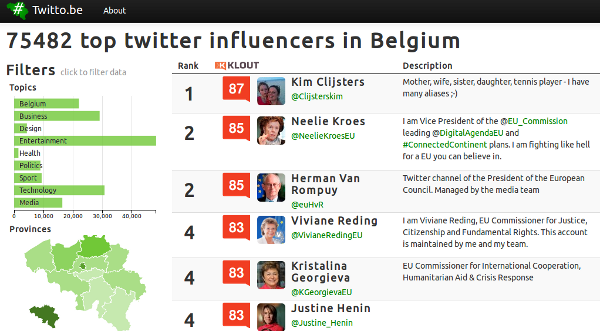 Twitto.be About
75482 top twitter influencers in Belgium
Filters click to filter data
Topics
Belgium
Business
Design
Entertainment
Health
Politics
Sport
Technology
Media
0 10,000 20,000 30,000 40,000
Provinces
Rank KLOUT Description
1 87 Kim Clijsters
@Clijsterskim
Mother, wife, sister, daughter, tennis player - I have
many aliases ;-)
2 85 Neelie Kroes
@NeelieKroesEU
I am Vice President of the @EU_Commission
leading @DigitalAgendaEU and
#ConnectedContinent plans. I am fighting like hell
for a EU you can believe in.
2 85 Herman Van
Rompuy
@euHvR
Twitter channel of the President of the European
Council. Managed by the media team
4 83 Viviane Reding
@VivianeRedingEU
I am Viviane Reding, EU Commissioner for Justice,
Citizenship and Fundamental Rights. This account
is maintained by me and my team.
4 83 Kristalina
Georgieva
@KGeorgievaEU
EU Commissioner for International Cooperation,
Humanitarian Aid & Crisis Response
4 83 Justine Henin
@Justine_Henin